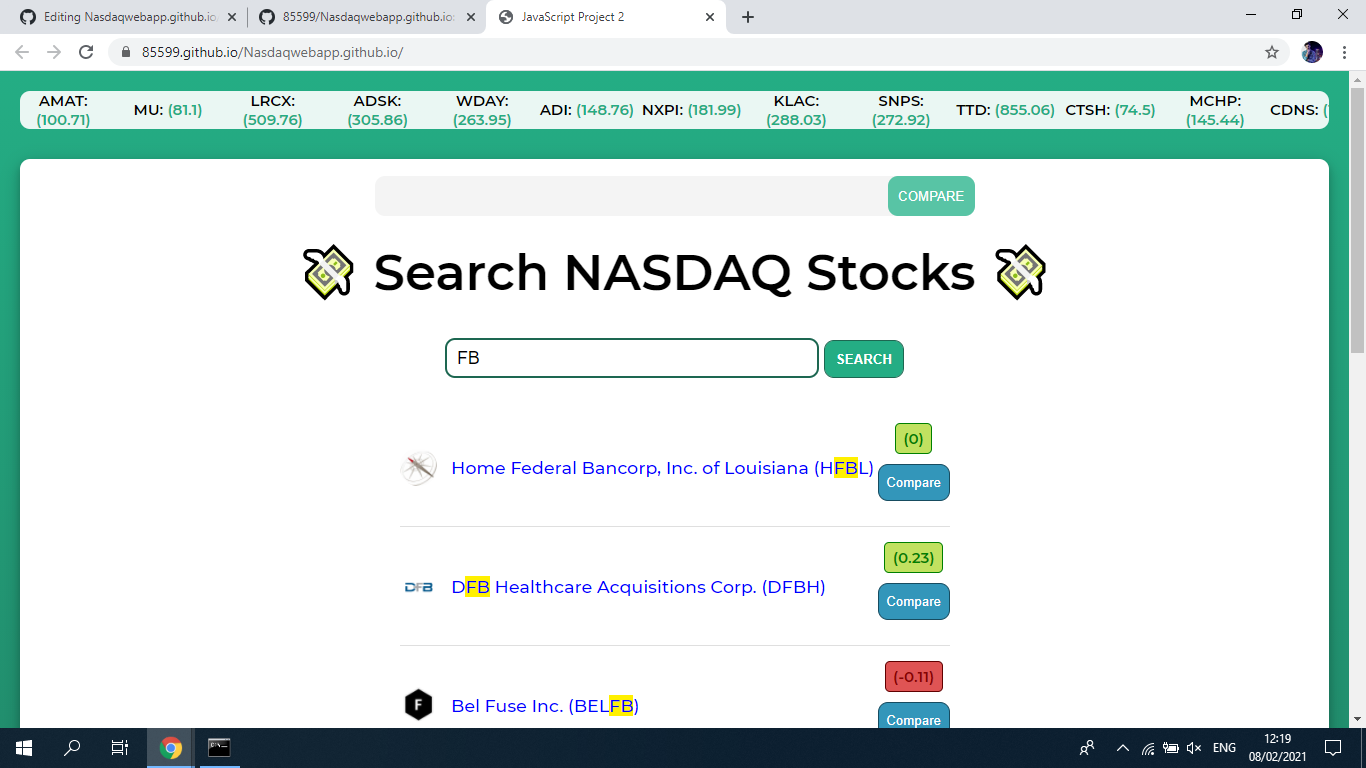 Editing Nasdaqwebapp.github.io
85599/Nasdaqwebapp.github.io:
JavaScript Project 2
85599.github.io/Nasdaqwebapp.github.io/
AMAT: (100.71) MU: (81.1) LRCX: (509.76) ADSK: (305.86) WDAY: (263.95) ADI: (148.76) NXPI: (181.99) KLAC: (288.03) SNPS: (272.92) TTD: (855.06) CTSH: (74.5) MCHP: (145.44) CDNS:
COMPARE
Search NASDAQ Stocks
FB
SEARCH
(0)
Home Federal Bancorp, Inc. of Louisiana (HFBL)
Compare
(0.23)
DFB
DFB Healthcare Acquisitions Corp. (DFBH)
Compare
(-0.11)
F
Bel Fuse Inc. (BELFB)
Compare
ENG
12:19
08/02/2021